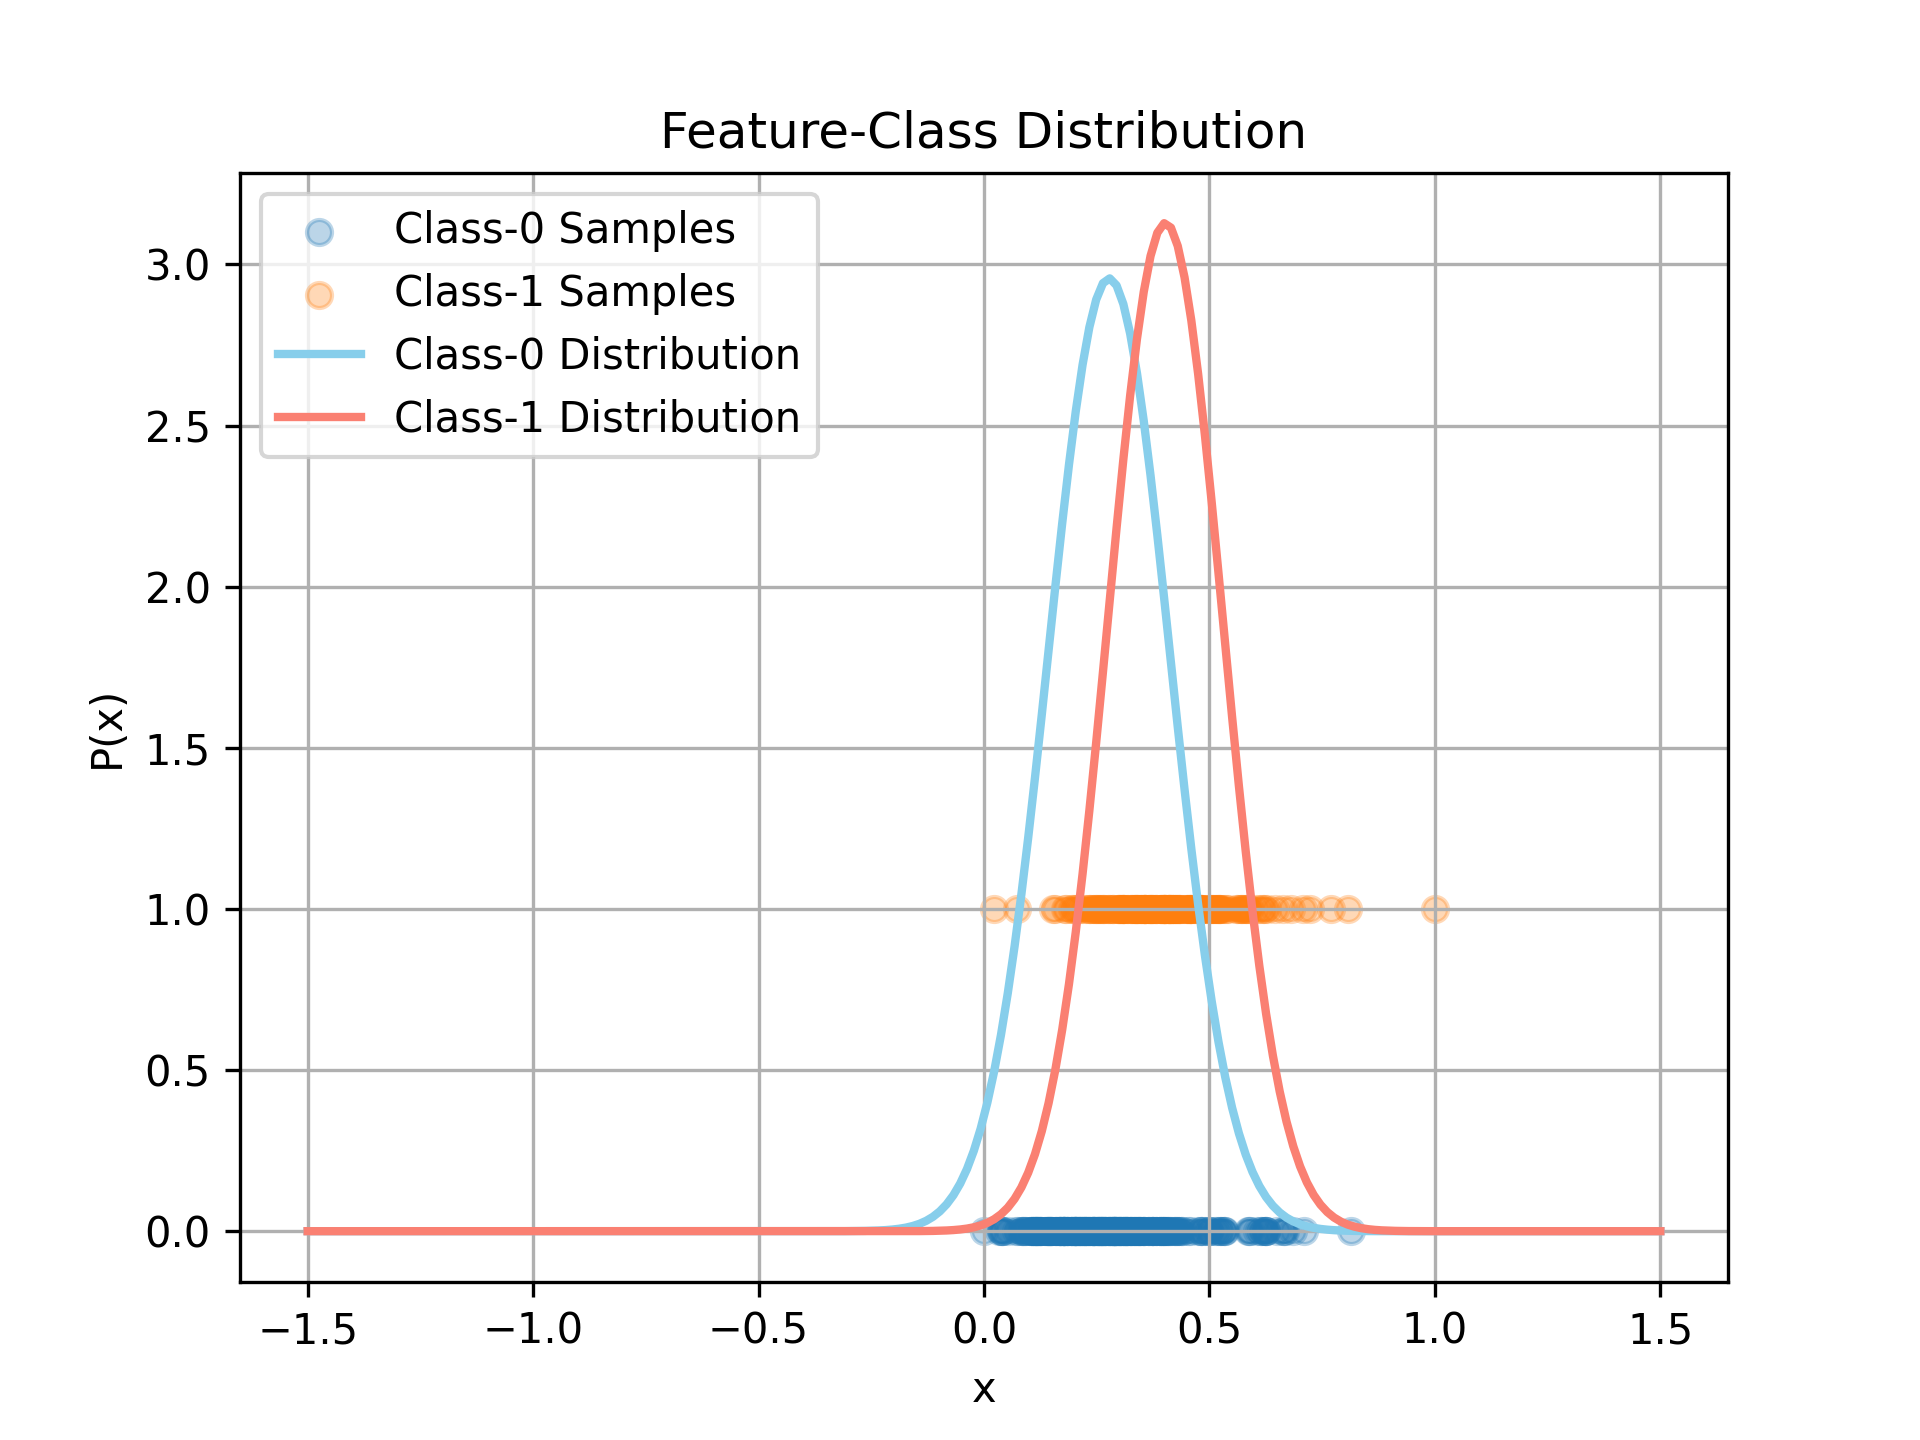 Feature-Class Distribution
Class-0 Samples
Class-1 Samples
Class-0 Distribution
Class-1 Distribution
3.0
2.5
2.0
1.5
1.0
0.5
0.0
P(x)
−1.5 −1.0 −0.5 0.0 0.5 1.0 1.5
x